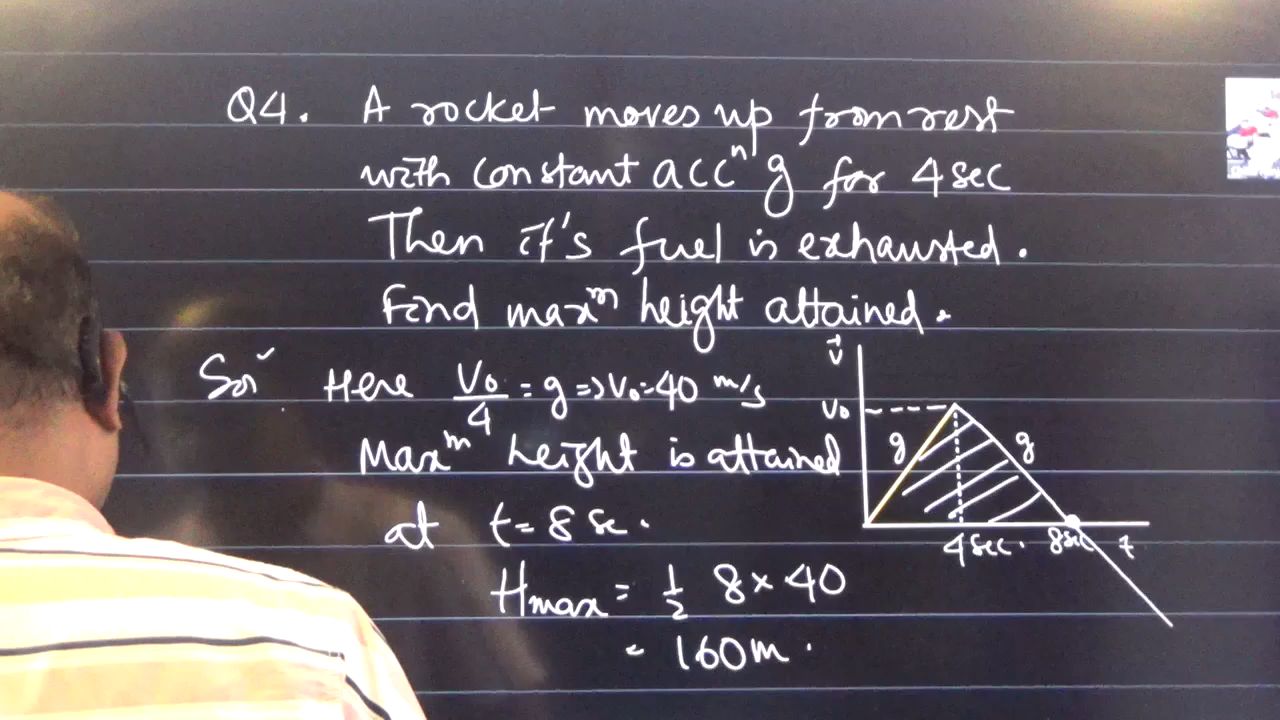 Q4. A rocket moves up from rest
with constant accⁿ g for 4 sec
Then it's fuel is exhausted.
Find maxᵐ height attained.
Solⁿ Here V₀/4 = g => V₀ = 40 m/s
Maxᵐ height is attained
at t = 8 sec.
Hmax = 1/2 8 × 40
= 160m.
v
V₀
g g
4sec. 8sec t